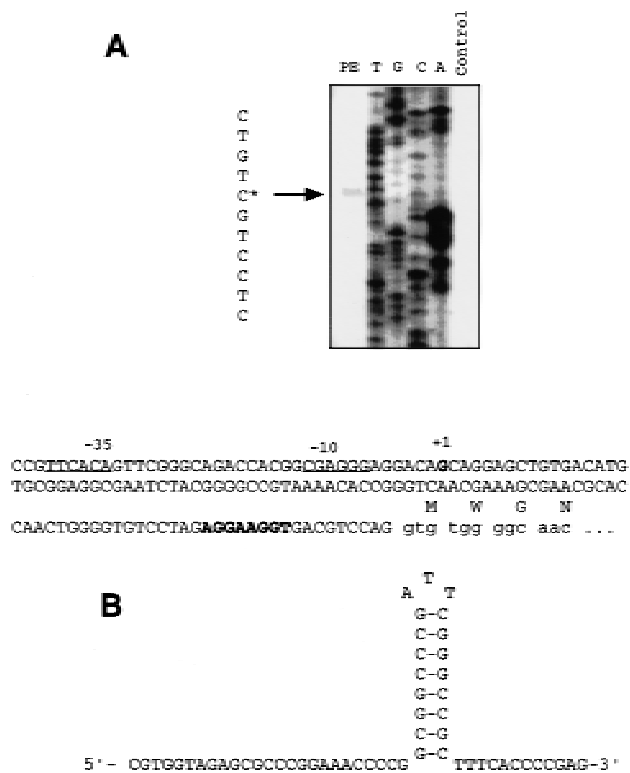 A
PE T G C A Control
C
T
G
T
C*
G
T
C
C
T
C
-35 -10 +1
CCGTTCACAGTTCGGGCAGACCACGGCGAGGGAGGACAGCAGGAGCTGTGACATG
TGCGGAGGCGAATCTACGGGGCCGTAAAACACCGGGTCAACGAAAGCGAACGCAC
M W G N
CAACTGGGGTGTCCTAGAGGAAGGTGACGTCCAG gtg tgg ggc aac ...
B
T
A T
G-C
C-G
C-G
C-G
G-C
G-C
C-G
G-C
5'- CGTGGTAGAGCGCCCGGAAACCCCG TTTCACCCCGAG-3'